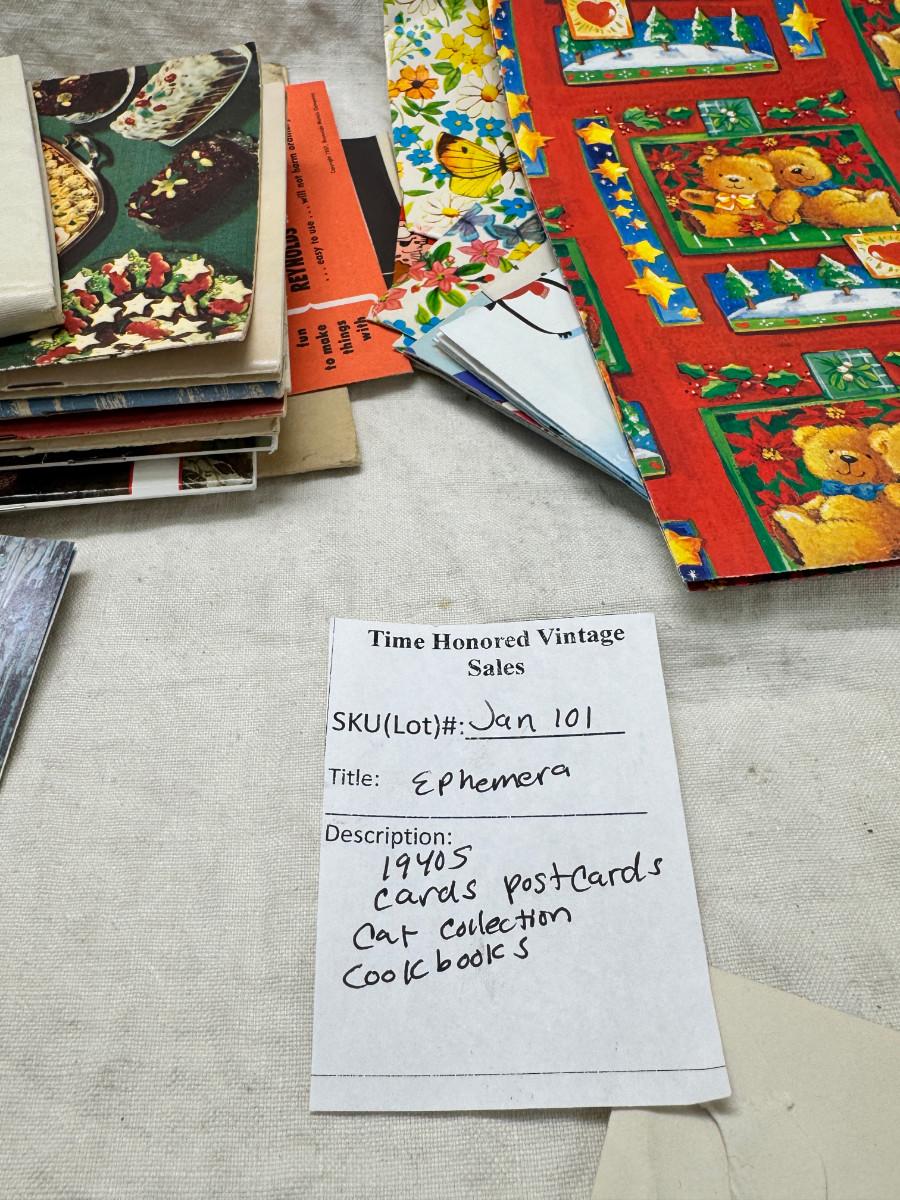 REYNOLDS
... easy to use ... will not harm
fun
to make
things
with
Time Honored Vintage
Sales
SKU(Lot)#: Jan 101
Title: Ephemera
Description:
1940s
cards postcards
Cat collection
Cookbooks